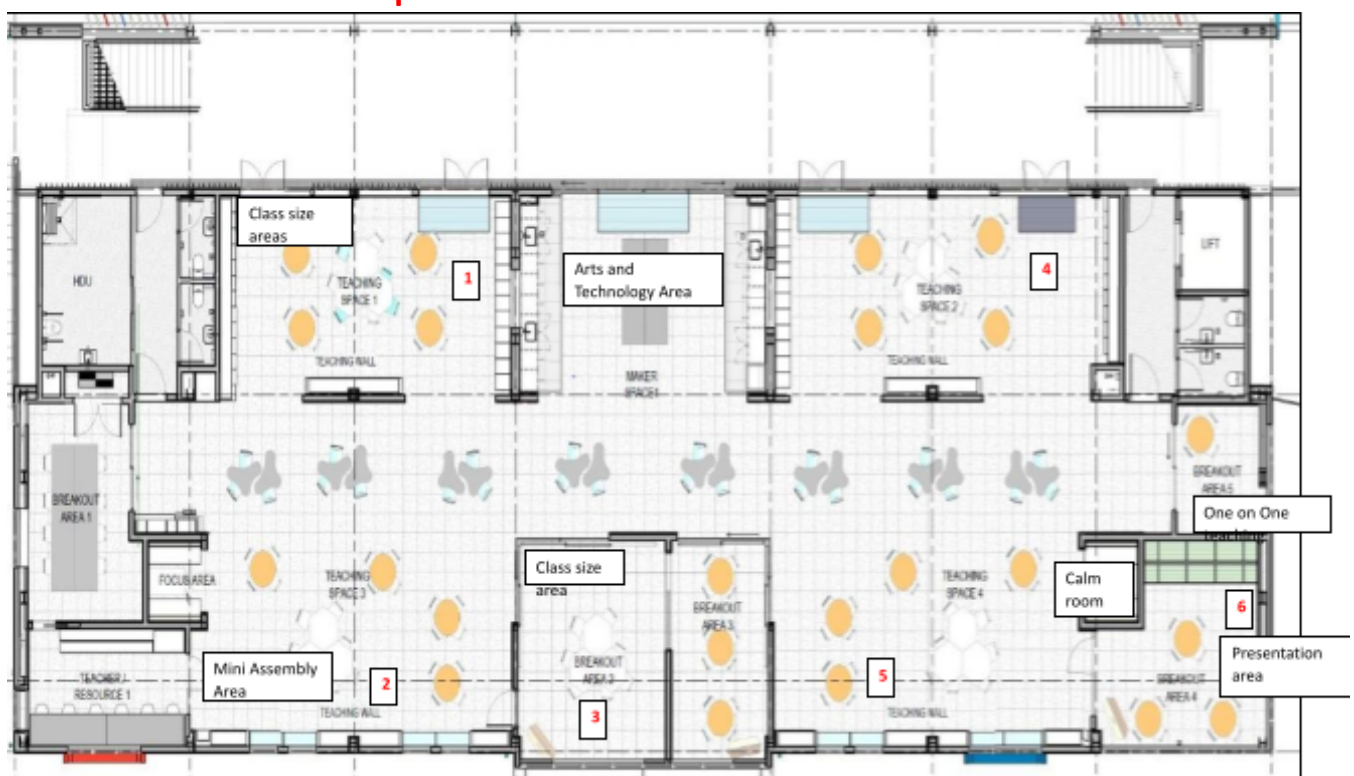 Class size
areas
1
TEACHING
SPACE 1
TEACHING WALL
HDU
Arts and
Technology Area
MAKER
SPACE1
4
TEACHING
SPACE 2
TEACHING WALL
LIFT
BREAKOUT
AREA 1
BREAKOUT
AREA 5
One on One
FOCUS AREA
TEACHING
SPACE 3
Class size
area
BREAKOUT
AREA 3
TEACHING
SPACE 4
Calm
room
6
Mini Assembly
Area
TEACHER /
RESOURCE 1
2
BREAKOUT
AREA 2
3
5
Presentation
area
BREAKOUT
AREA 4
TEACHING WALL
TEACHING WALL